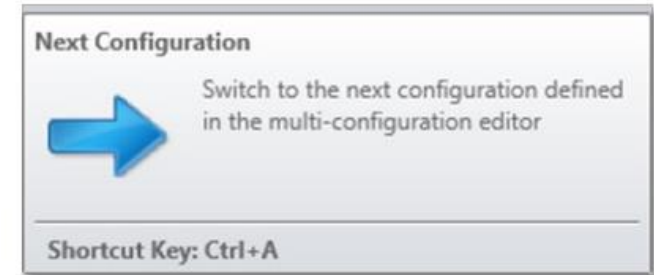 Next Configuration
Switch to the next configuration defined
in the multi-configuration editor
Shortcut Key: Ctrl+A